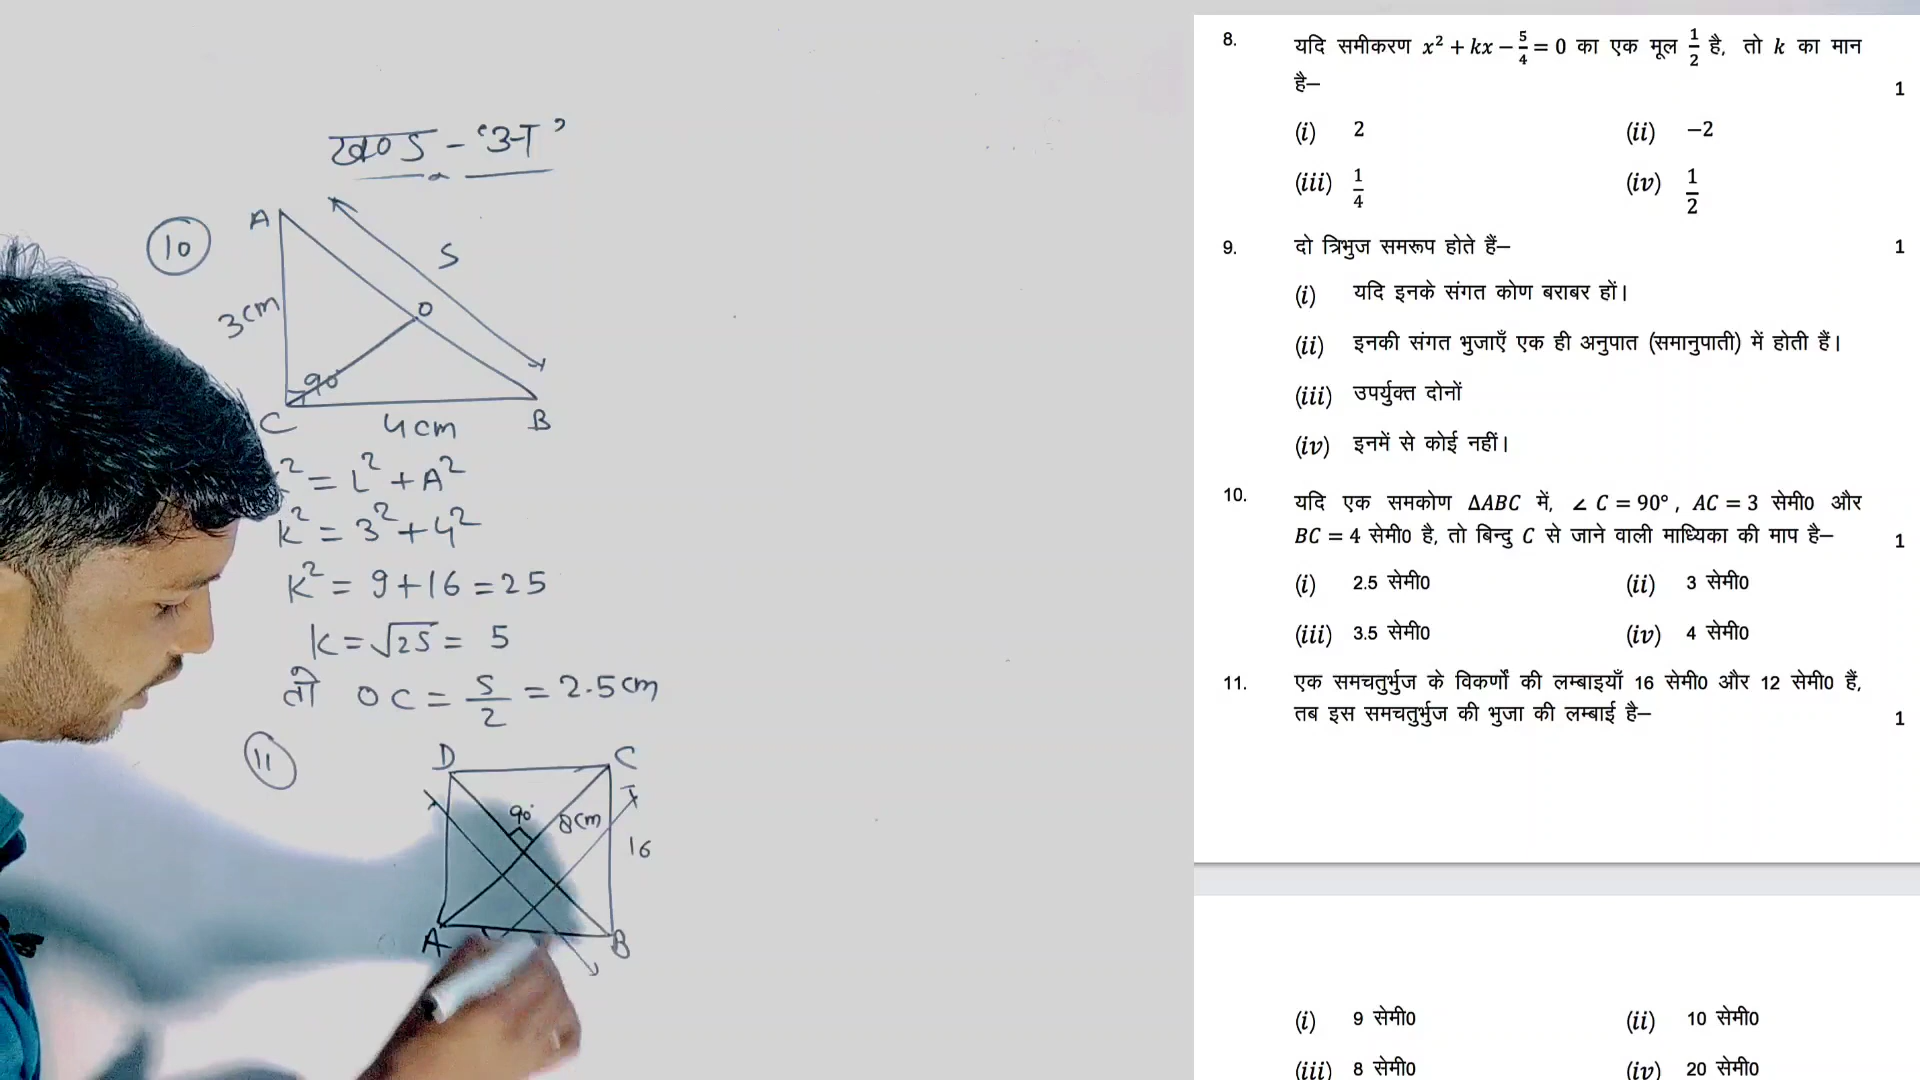 खण्ड - 'अ'
10
A
S
O
3cm
90°
C
4cm
B
² = L² + A²
K² = 3² + 4²
K² = 9 + 16 = 25
K = √25 = 5
तो OC = 5/2 = 2.5cm
11
D
C
90°
8cm
16
A
B
8. यदि समीकरण x² + kx − 5/4 = 0 का एक मूल 1/2 है, तो k का मान
है– 1
(i) 2 (ii) −2
(iii) 1/4 (iv) 1/2
9. दो त्रिभुज समरूप होते हैं– 1
(i) यदि इनके संगत कोण बराबर हों।
(ii) इनकी संगत भुजाएँ एक ही अनुपात (समानुपाती) में होती हैं।
(iii) उपर्युक्त दोनों
(iv) इनमें से कोई नहीं।
10. यदि एक समकोण ΔABC में, ∠ C = 90°, AC = 3 सेमी0 और
BC = 4 सेमी0 है, तो बिन्दु C से जाने वाली माध्यिका की माप है– 1
(i) 2.5 सेमी0 (ii) 3 सेमी0
(iii) 3.5 सेमी0 (iv) 4 सेमी0
11. एक समचतुर्भुज के विकर्णों की लम्बाइयाँ 16 सेमी0 और 12 सेमी0 हैं,
तब इस समचतुर्भुज की भुजा की लम्बाई है– 1
(i) 9 सेमी0 (ii) 10 सेमी0
(iii) 8 सेमी0 (iv) 20 सेमी0